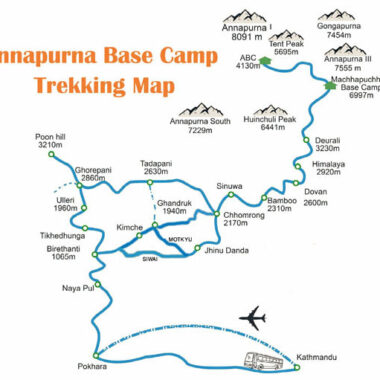 Annapurna I
8091 m
Gongapurna
7454m
Tent Peak
5695m
ABC
4130m
Annapurna III
7555 m
Machhapuchh
Base Camp
6997m
nnapurna Base Camp
Trekking Map
Annapurna South
7229m
Huinchuli Peak
6441m
Poon hill
3210m
Deurali
3230m
Himalaya
2920m
Dovan
2600m
Bamboo
2310m
Sinuwa
Chhomrong
2170m
Tadapani
2630m
Ghorepani
2860m
Ghandruk
1940m
Ulleri
1960m
Kimche
MOTKYU
SIWAI
Jhinu Danda
Tikhedhunga
Birethanti
1065m
Naya Pul
Pokhara
Kathmandu